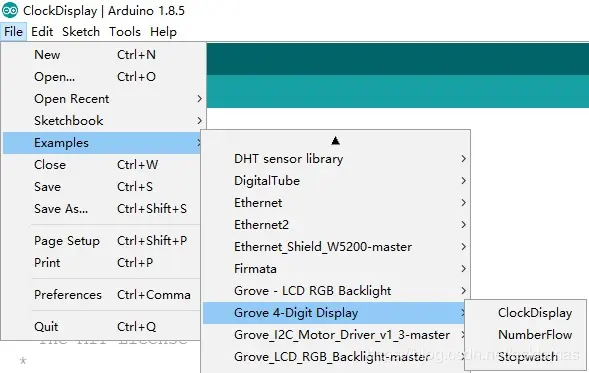 ClockDisplay | Arduino 1.8.5
File Edit Sketch Tools Help
New Ctrl+N
Open... Ctrl+O
Open Recent
Sketchbook
Examples
Close Ctrl+W
Save Ctrl+S
Save As... Ctrl+Shift+S
Page Setup Ctrl+Shift+P
Print Ctrl+P
Preferences Ctrl+Comma
Quit Ctrl+Q
DHT sensor library
DigitalTube
Ethernet
Ethernet2
Ethernet_Shield_W5200-master
Firmata
Grove - LCD RGB Backlight
Grove 4-Digit Display
Grove_I2C_Motor_Driver_v1_3-master
Grove_LCD_RGB_Backlight-master
ClockDisplay
NumberFlow
Stopwatch
*